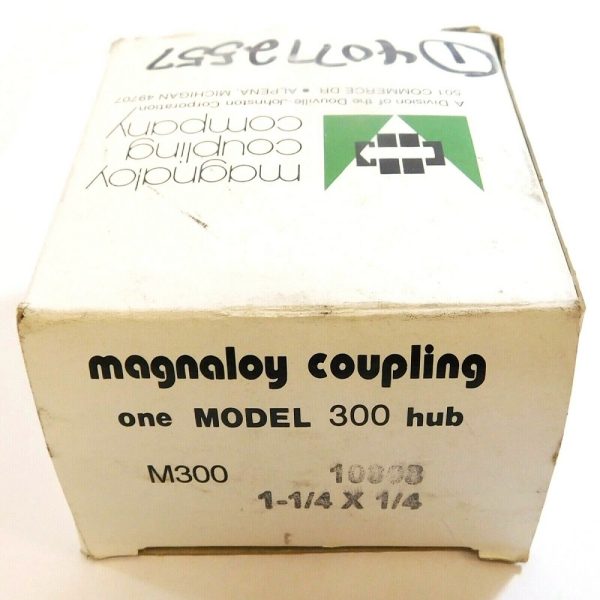 magnaloy
coupling
company
A Division of the Douville-Johnston Corporation
501 COMMERCE DR. • ALPENA, MICHIGAN 49707
magnaloy coupling
one MODEL 300 hub
M300
1-1/4 X 1/4